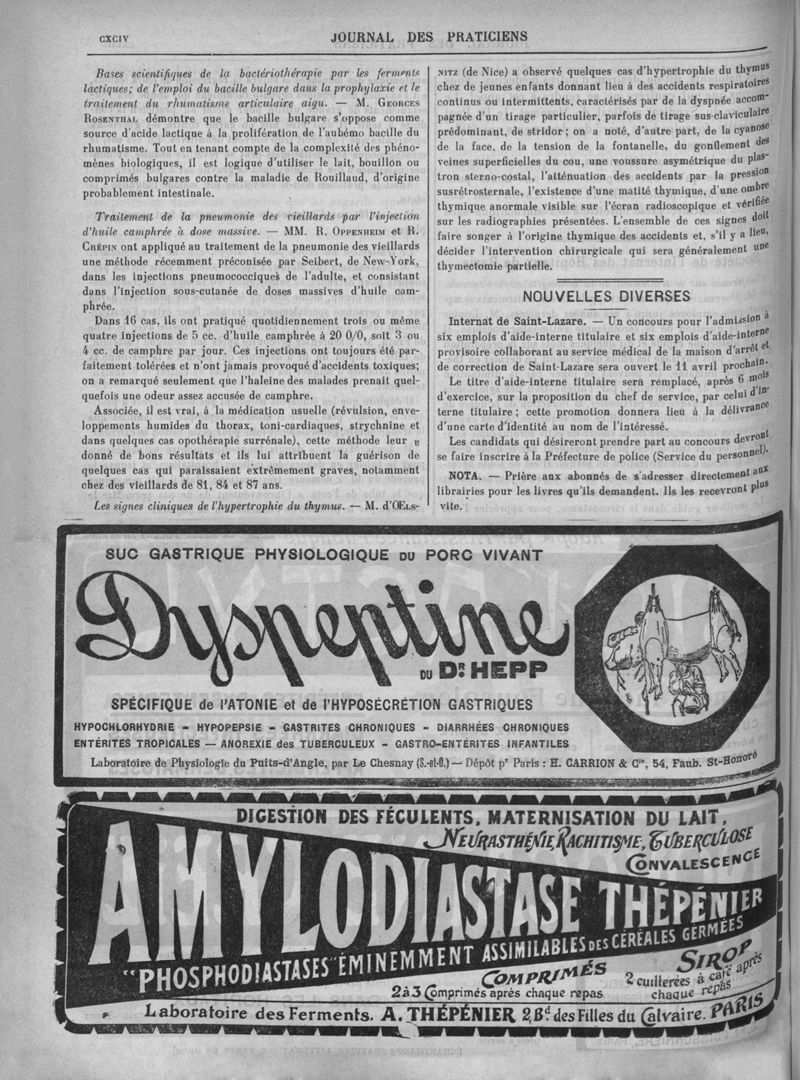 CXCIV
JOURNAL DES PRATICIENS
Bases scientifiques de la bactériothérapie par les ferments
lactiques; de l'emploi du bacille bulgare dans la prophylaxie et le
traitement du rhumatisme articulaire aigu. — M. GEORGES
ROSENTHAL démontre que le bacille bulgare s'oppose comme
source d'acide lactique à la prolifération de l'aubémo bacille du
rhumatisme. Tout en tenant compte de la complexité des phéno-
mènes biologiques, il est logique d'utiliser le lait, bouillon ou
comprimés bulgares contre la maladie de Rouillaud, d'origine
probablement intestinale.
Traitement de la pneumonie des vieillards par l'injection
d'huile camphrée à dose massive. — MM. R. OPPENHEIM et R.
CRÉPIN ont appliqué au traitement de la pneumonie des vieillards
une méthode récemment préconisée par Seibert, de New-York,
dans les injections pneumococciques de l'adulte, et consistant
dans l'injection sous-cutanée de doses massives d'huile cam-
phrée.
Dans 16 cas, ils ont pratiqué quotidiennement trois ou même
quatre injections de 5 cc. d'huile camphrée à 20 0/0, soit 3 ou
4 cc. de camphre par jour. Ces injections ont toujours été par-
faitement tolérées et n'ont jamais provoqué d'accidents toxiques;
on a remarqué seulement que l'haleine des malades prenait quel-
quefois une odeur assez accusée de camphre.
Associée, il est vrai, à la médication usuelle (révulsion, enve-
loppements humides du thorax, toni-cardiaques, strychnine et
dans quelques cas opothérapie surrénale), cette méthode leur a
donné de bons résultats et ils lui attribuent la guérison de
quelques cas qui paraissaient extrêmement graves, notamment
chez des vieillards de 81, 84 et 87 ans.
Les signes cliniques de l'hypertrophie du thymus. — M. d'ŒLS-
NITZ (de Nice) a observé quelques cas d'hypertrophie du thymus
chez de jeunes enfants donnant lieu à des accidents respiratoires
continus ou intermittents, caractérisés par de la dyspnée accom-
pagnée d'un tirage particulier, parfois de tirage sus-claviculaire
prédominant, de stridor; on a noté, d'autre part, de la cyanose
de la face, de la tension de la fontanelle, du gonflement des
veines superficielles du cou, une voussure asymétrique du plas-
tron sterno-costal, l'atténuation des accidents par la pression
susrétrosternale, l'existence d'une matité thymique, d'une ombre
thymique anormale visible sur l'écran radioscopique et vérifiée
sur les radiographies présentées. L'ensemble de ces signes doit
faire songer à l'origine thymique des accidents et, s'il y a lieu,
décider l'intervention chirurgicale qui sera généralement une
thymectomie partielle.
NOUVELLES DIVERSES
Internat de Saint-Lazare. — Un concours pour l'admission à
six emplois d'aide-interne titulaire et six emplois d'aide-interne
provisoire collaborant au service médical de la maison d'arrêt et
de correction de Saint-Lazare sera ouvert le 11 avril prochain.
Le titre d'aide-interne titulaire sera remplacé, après 6 mois
d'exercice, sur la proposition du chef de service, par celui d'in-
terne titulaire; cette promotion donnera lieu à la délivrance
d'une carte d'identité au nom de l'intéressé.
Les candidats qui désireront prendre part au concours devront
se faire inscrire à la Préfecture de police (Service du personnel).
NOTA. — Prière aux abonnés de s'adresser directement aux
librairies pour les livres qu'ils demandent. Ils les recevront plus
vite.
SUC GASTRIQUE PHYSIOLOGIQUE DU PORC VIVANT
Dyspeptine
DU Dr HEPP
SPÉCIFIQUE de l'ATONIE et de l'HYPOSÉCRÉTION GASTRIQUES
HYPOCHLORHYDRIE - HYPOPEPSIE - GASTRITES CHRONIQUES - DIARRHÉES CHRONIQUES
ENTÉRITES TROPICALES — ANOREXIE des TUBERCULEUX - GASTRO-ENTÉRITES INFANTILES
Laboratoire de Physiologie du Puits-d'Angle, par Le Chesnay (S.-et-O.) — Dépôt pr Paris : H. CARRION & Cie, 54, Faub. St-Honoré
DIGESTION DES FÉCULENTS, MATERNISATION DU LAIT,
NEURASTHÉNIE, RACHITISME, TUBERCULOSE
CONVALESCENCE
AMYLODIASTASE THÉPÉNIER
"PHOSPHODIASTASES" ÉMINEMMENT ASSIMILABLES DES CÉRÉALES GERMÉES
COMPRIMÉS
2 à 3 Comprimés après chaque repas
SIROP
2 cuillerées à café après
chaque repas
Laboratoire des Ferments. A. THÉPÉNIER 2, Bd des Filles du Calvaire. PARIS